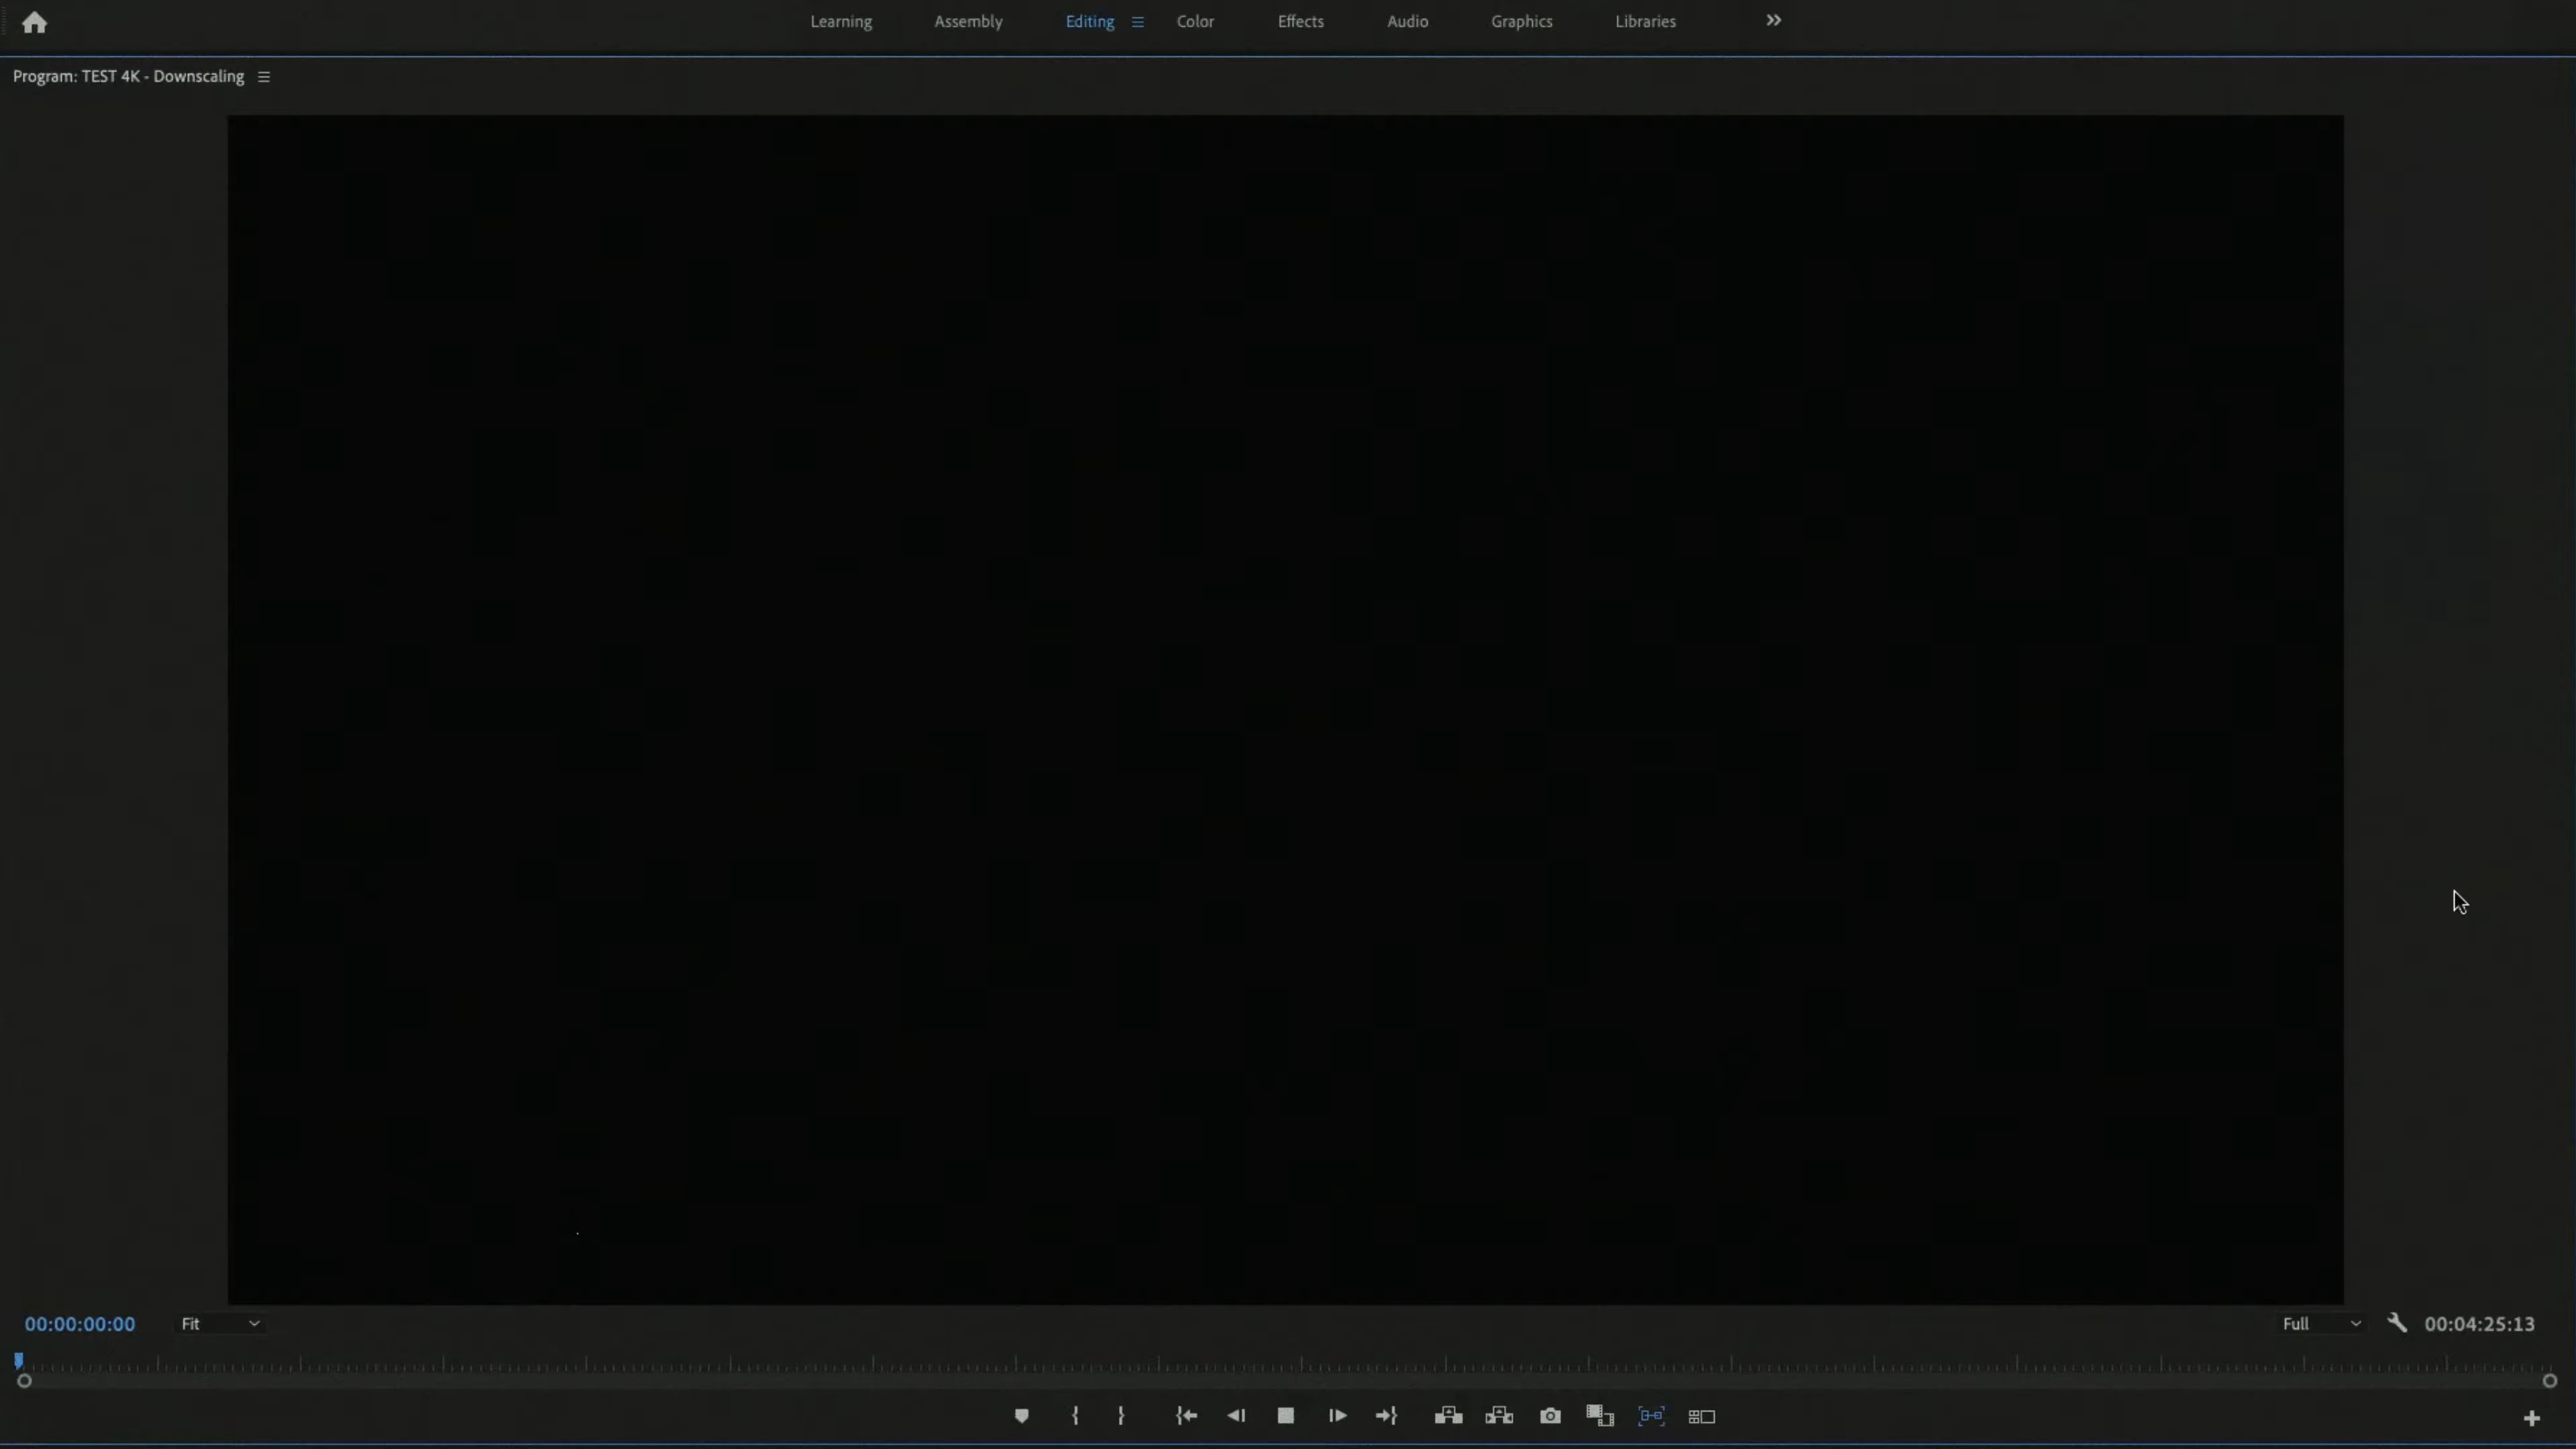 Learning Assembly Editing Color Effects Audio Graphics Libraries
Program: TEST 4K - Downscaling
00:00:00:00 Fit Full 00:04:25:13